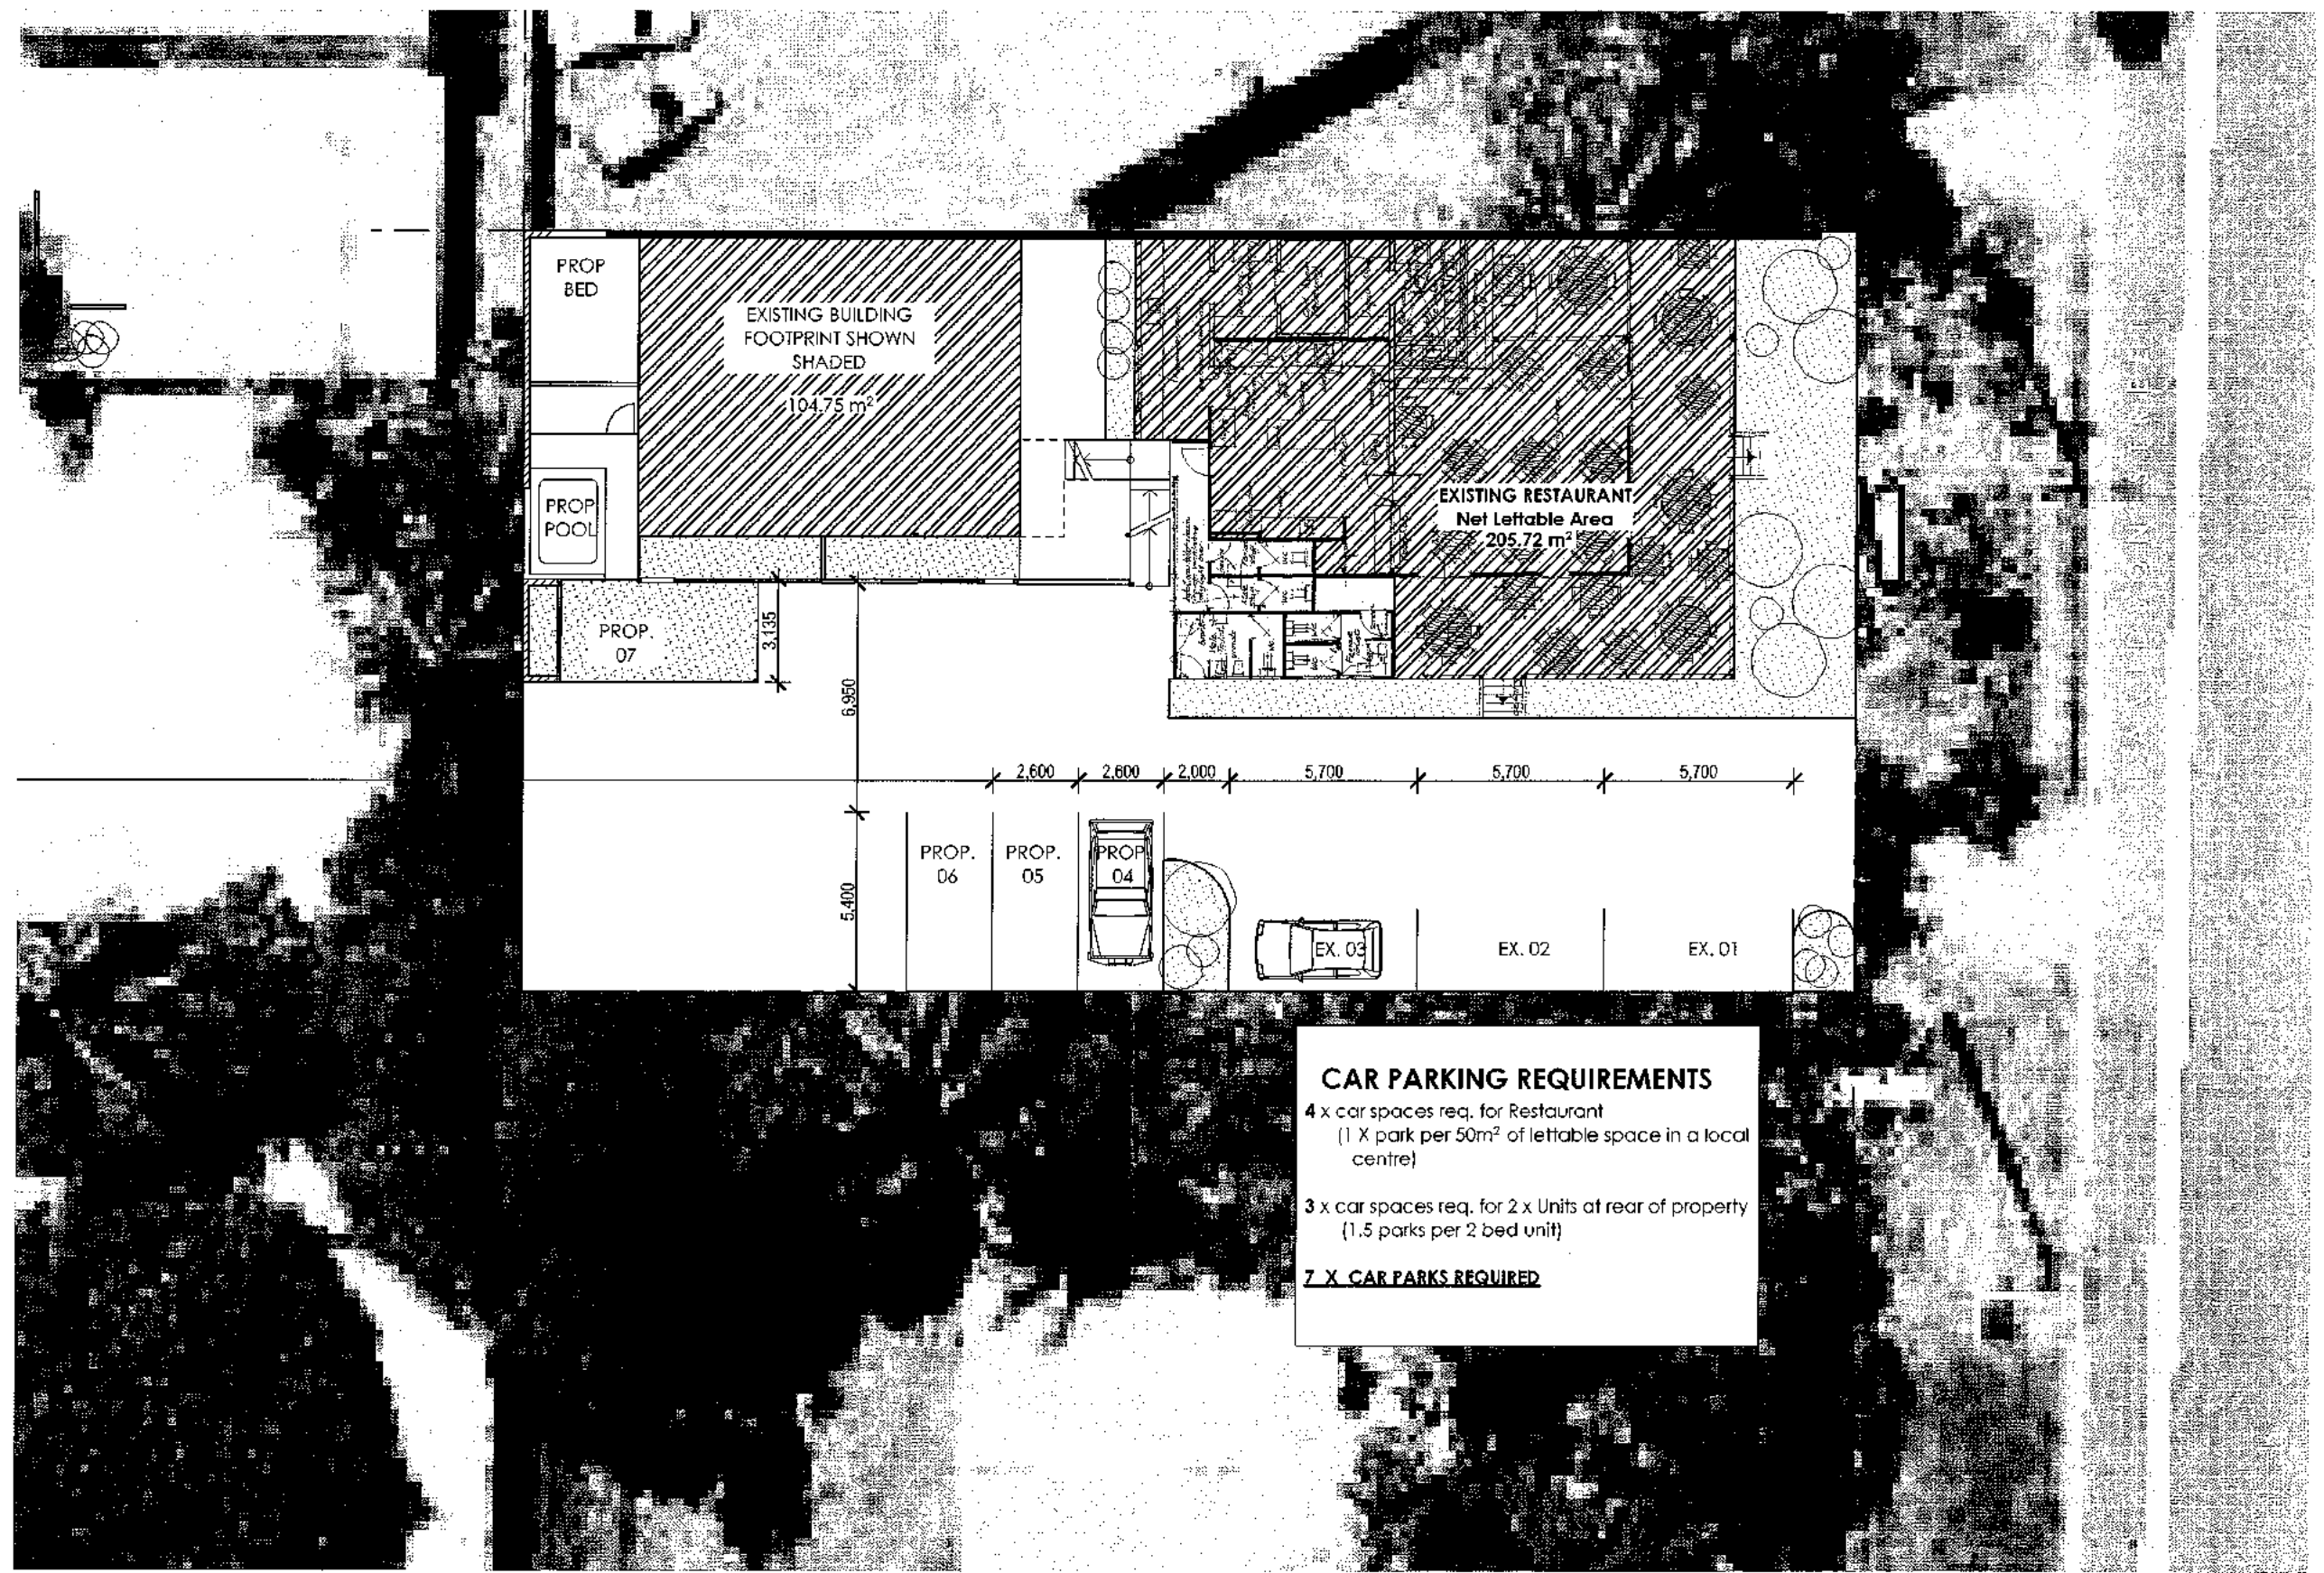 PROP
BED
EXISTING BUILDING
FOOTPRINT SHOWN
SHADED
104.75 m²
PROP
POOL
EXISTING RESTAURANT
Net Lettable Area
205.72 m²
PROP.
07
3,135
6,950
2,600
2,600
2,000
5,700
5,700
5,700
5,400
PROP.
06
PROP.
05
PROP
04
EX. 03
EX. 02
EX. 01
CAR PARKING REQUIREMENTS
4 x car spaces req. for Restaurant
(1 X park per 50m² of lettable space in a local
centre)
3 x car spaces req. for 2 x Units at rear of property
(1.5 parks per 2 bed unit)
7 X CAR PARKS REQUIRED